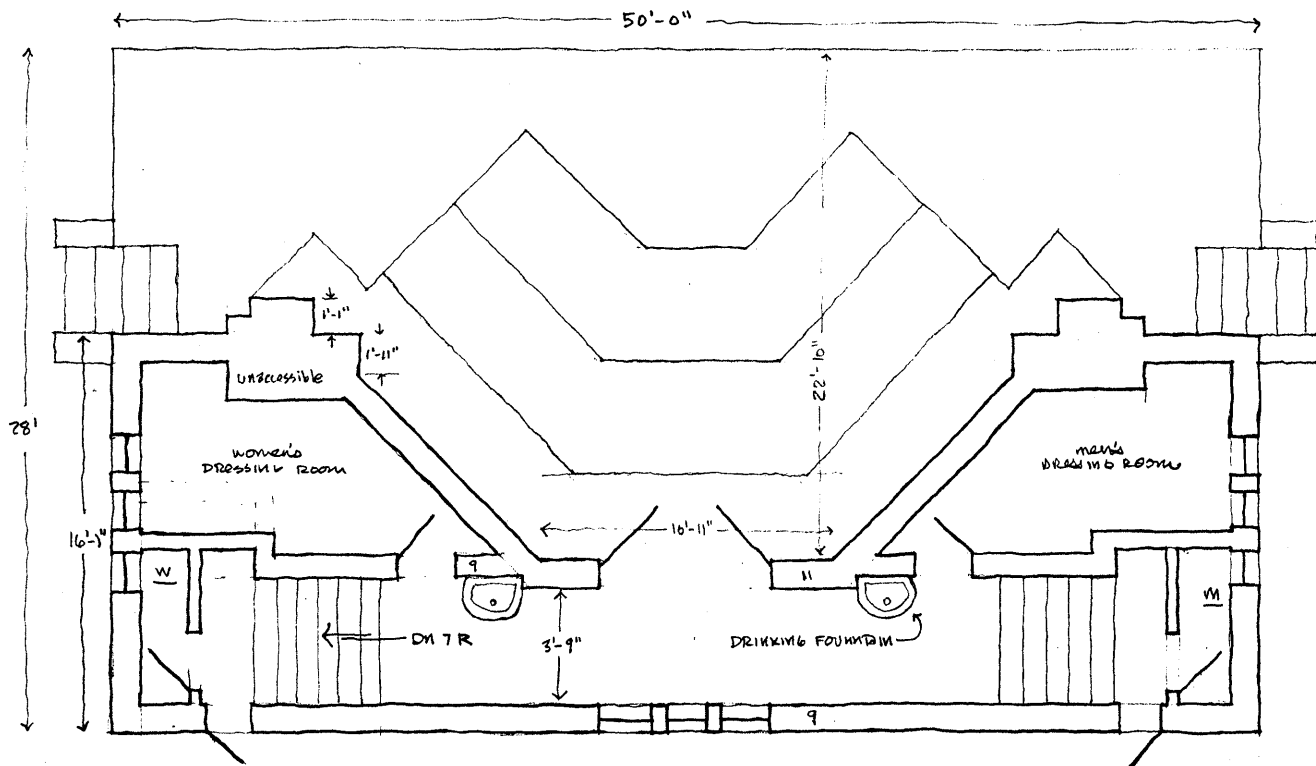 50'-0"
1'-1"
1'-11"
22'-10"
28'
unaccessible
women's
DRESSING ROOM
men's
DRESSING ROOM
16'-1"
10'-11"
9
11
W
M
DN 7 R
3'-9"
DRINKING FOUNTAIN
9